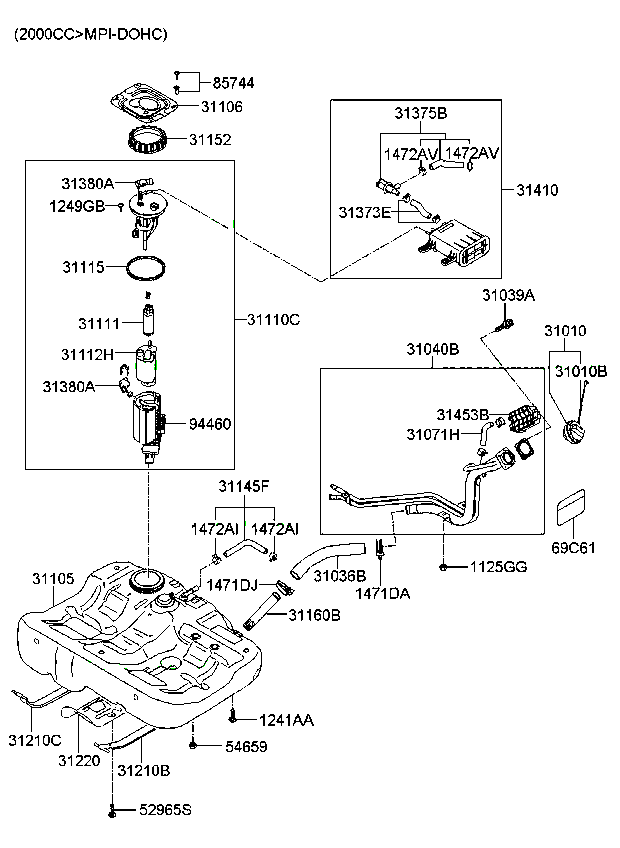 (2000CC>MPI-DOHC)
85744
31106
31152
31375B
1472AV
1472AV
31410
31373E
31380A
1249GB
31115
31111
31110C
31112H
31380A
94460
31039A
31040B
31010
31010B
31453B
31071H
69C61
31145F
1472AI
1472AI
1471DJ
31036B
1471DA
1125GG
31105
31160B
1241AA
54659
31210C
31220
31210B
52965S